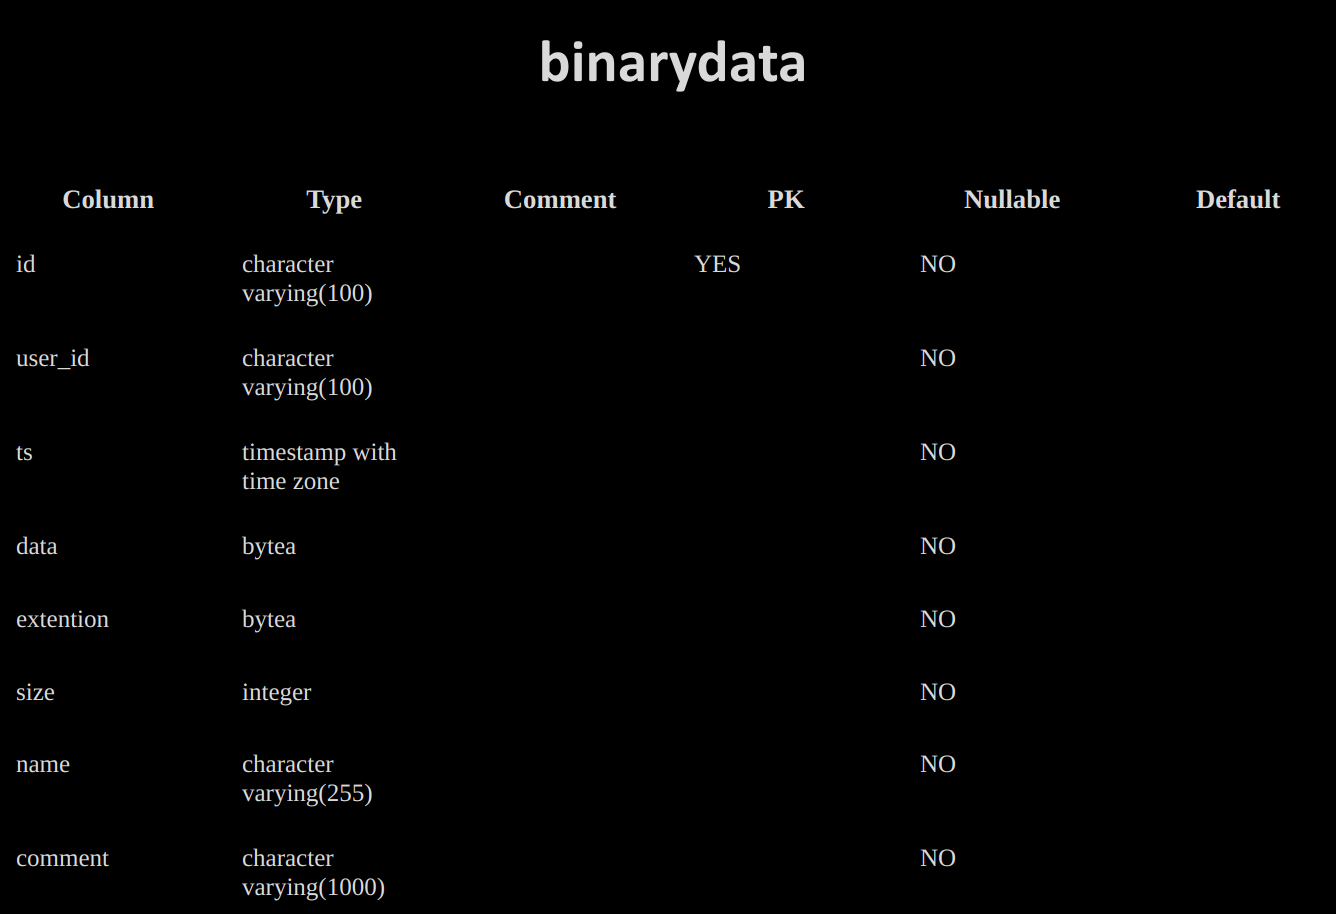 binarydata
Column Type Comment PK Nullable Default
id character YES NO
varying(100)
user_id character NO
varying(100)
ts timestamp with NO
time zone
data bytea NO
extention bytea NO
size integer NO
name character NO
varying(255)
comment character NO
varying(1000)